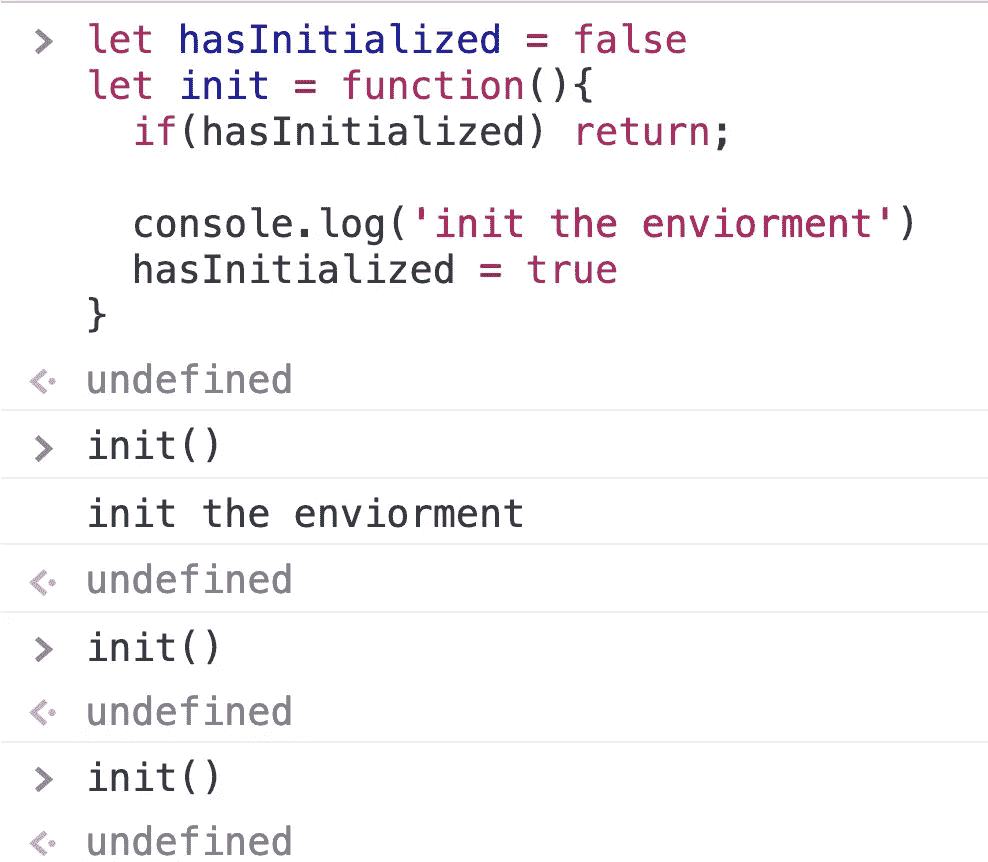 > let hasInitialized = false
let init = function(){
  if(hasInitialized) return;

  console.log('init the enviorment')
  hasInitialized = true
}
undefined
> init()
init the enviorment
undefined
> init()
undefined
> init()
undefined